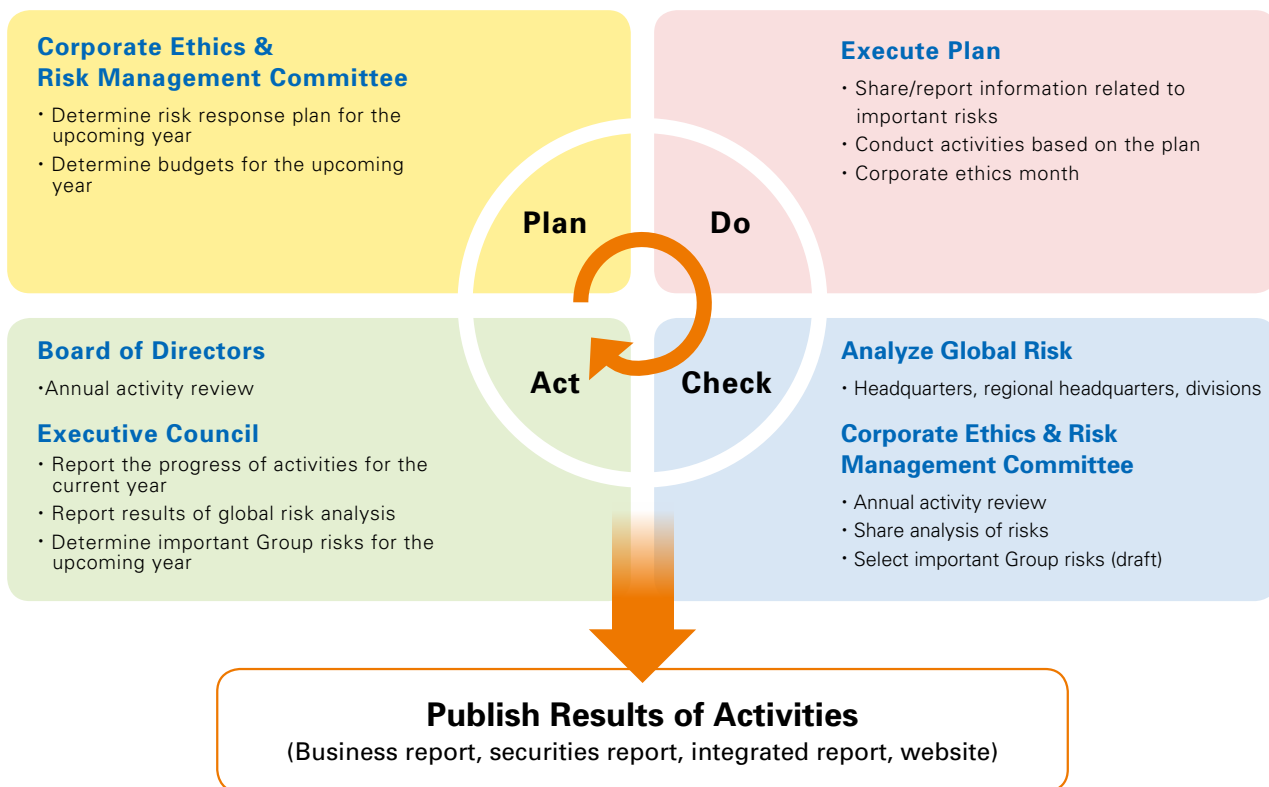 Corporate Ethics &
Risk Management Committee
・Determine risk response plan for the
upcoming year
・Determine budgets for the upcoming
year
Plan
Execute Plan
・Share/report information related to
important risks
・Conduct activities based on the plan
・Corporate ethics month
Do
Board of Directors
・Annual activity review
Executive Council
・Report the progress of activities for the
current year
・Report results of global risk analysis
・Determine important Group risks for the
upcoming year
Act
Check
Analyze Global Risk
・Headquarters, regional headquarters, divisions
Corporate Ethics & Risk
Management Committee
・Annual activity review
・Share analysis of risks
・Select important Group risks (draft)
Publish Results of Activities
(Business report, securities report, integrated report, website)